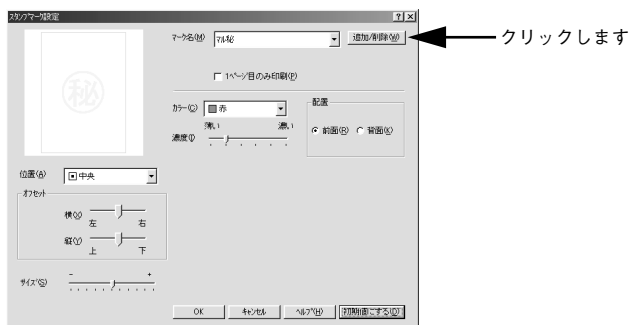 スタンプマーク設定
マーク名(M) マル秘 追加/削除(W)
クリックします
1ページ目のみ印刷(P)
秘
カラー(C) 赤
配置
薄い 濃い
濃度(I)
前面(R) 背面(K)
位置(A) 中央
オフセット
横(X)
左 右
縦(Y)
上 下
サイズ(S) - +
OK キャンセル ヘルプ(H) 初期値にする(D)